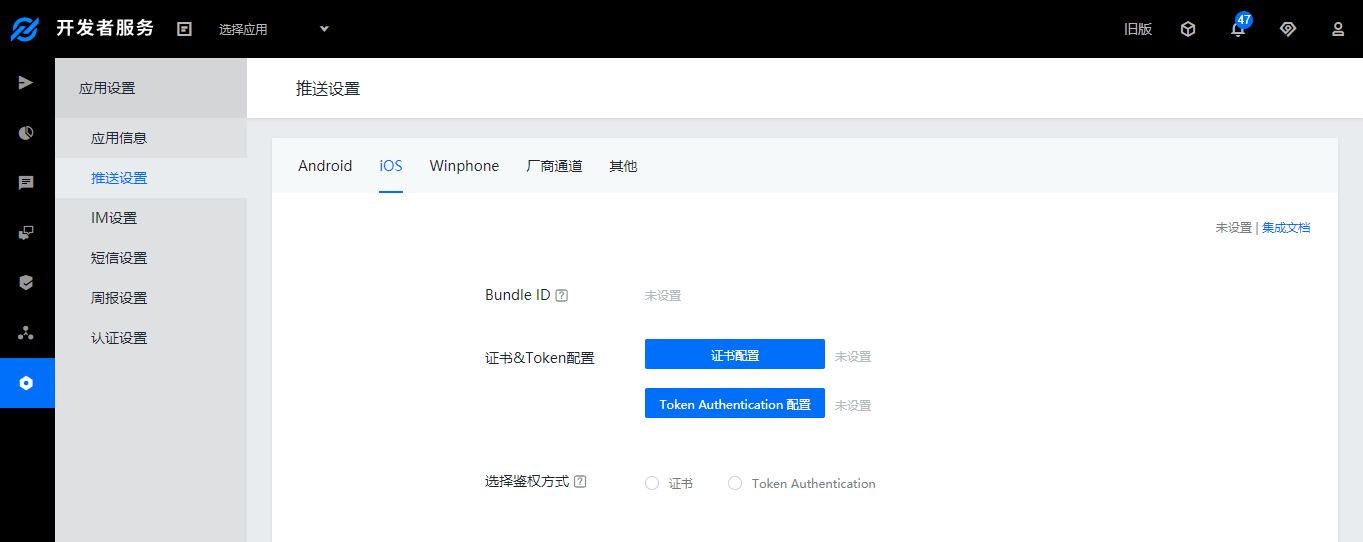 开发者服务 选择应用 旧版 47
应用设置 推送设置
应用信息
推送设置
IM设置
短信设置
周报设置
认证设置
Android iOS Winphone 厂商通道 其他
未设置 | 集成文档
Bundle ID ? 未设置
证书&Token配置 证书配置 未设置
Token Authentication 配置 未设置
选择鉴权方式 ? 证书 Token Authentication